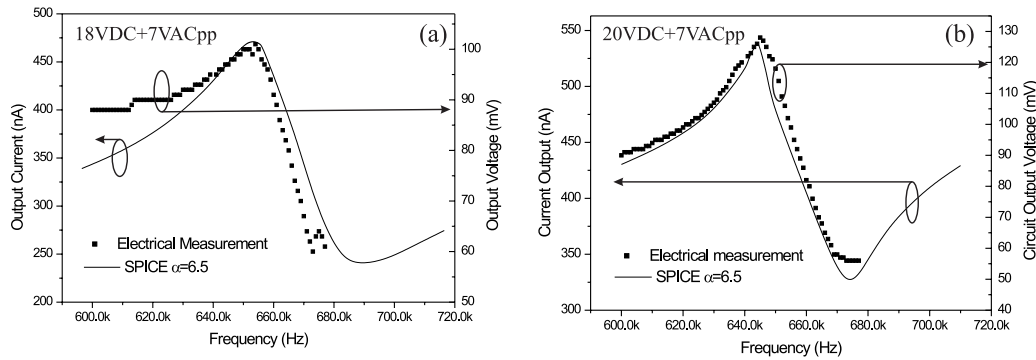 18VDC+7VACpp
(a)
Output Current (nA)
500
450
400
350
300
250
200
100
90
80
70
60
50
Output Voltage (mV)
Electrical Measurement
SPICE α=6.5
600.0k 620.0k 640.0k 660.0k 680.0k 700.0k 720.0k
Frequency (Hz)
20VDC+7VACpp
(b)
Current Output (nA)
550
500
450
400
350
300
130
120
110
100
90
80
70
60
50
40
Circuit Output Voltage (mV)
Electrical measurement
SPICE α=6.5
600.0k 620.0k 640.0k 660.0k 680.0k 700.0k 720.0k
Frequency (Hz)